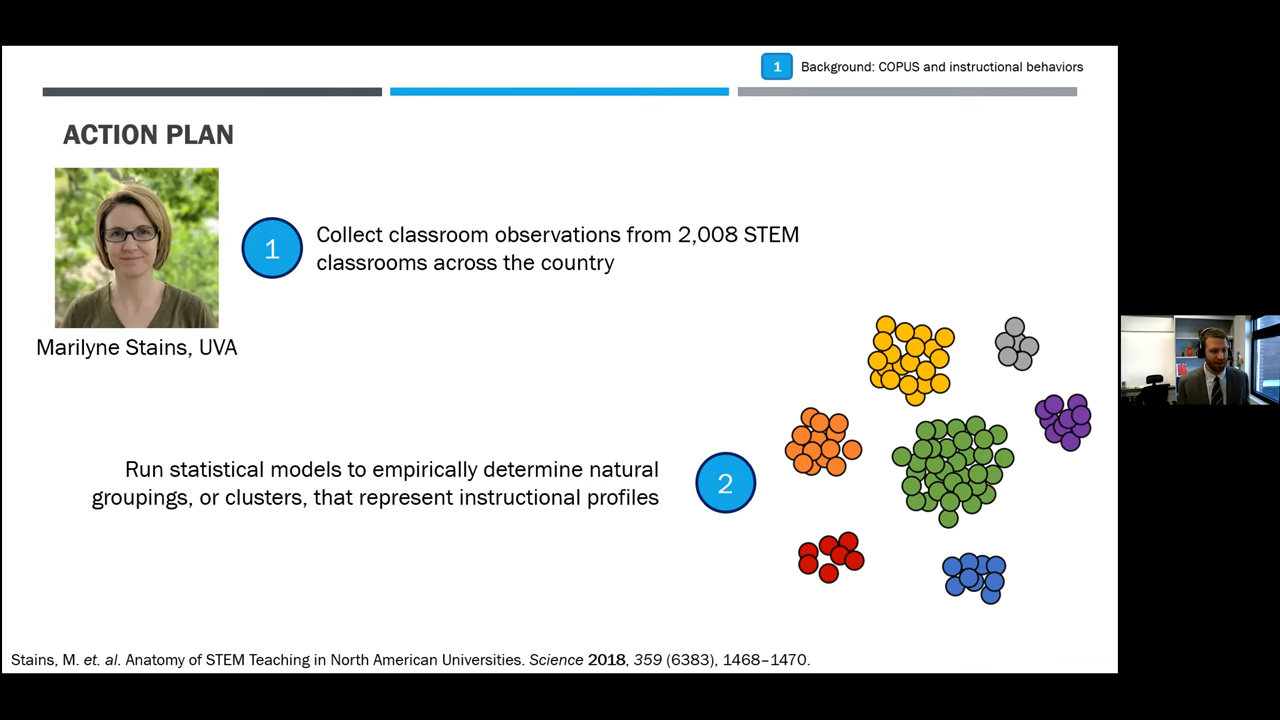 1 Background: COPUS and instructional behaviors
ACTION PLAN
1
Collect classroom observations from 2,008 STEM
classrooms across the country
Marilyne Stains, UVA
Run statistical models to empirically determine natural
groupings, or clusters, that represent instructional profiles
2
Stains, M. et. al. Anatomy of STEM Teaching in North American Universities. Science 2018, 359 (6383), 1468–1470.